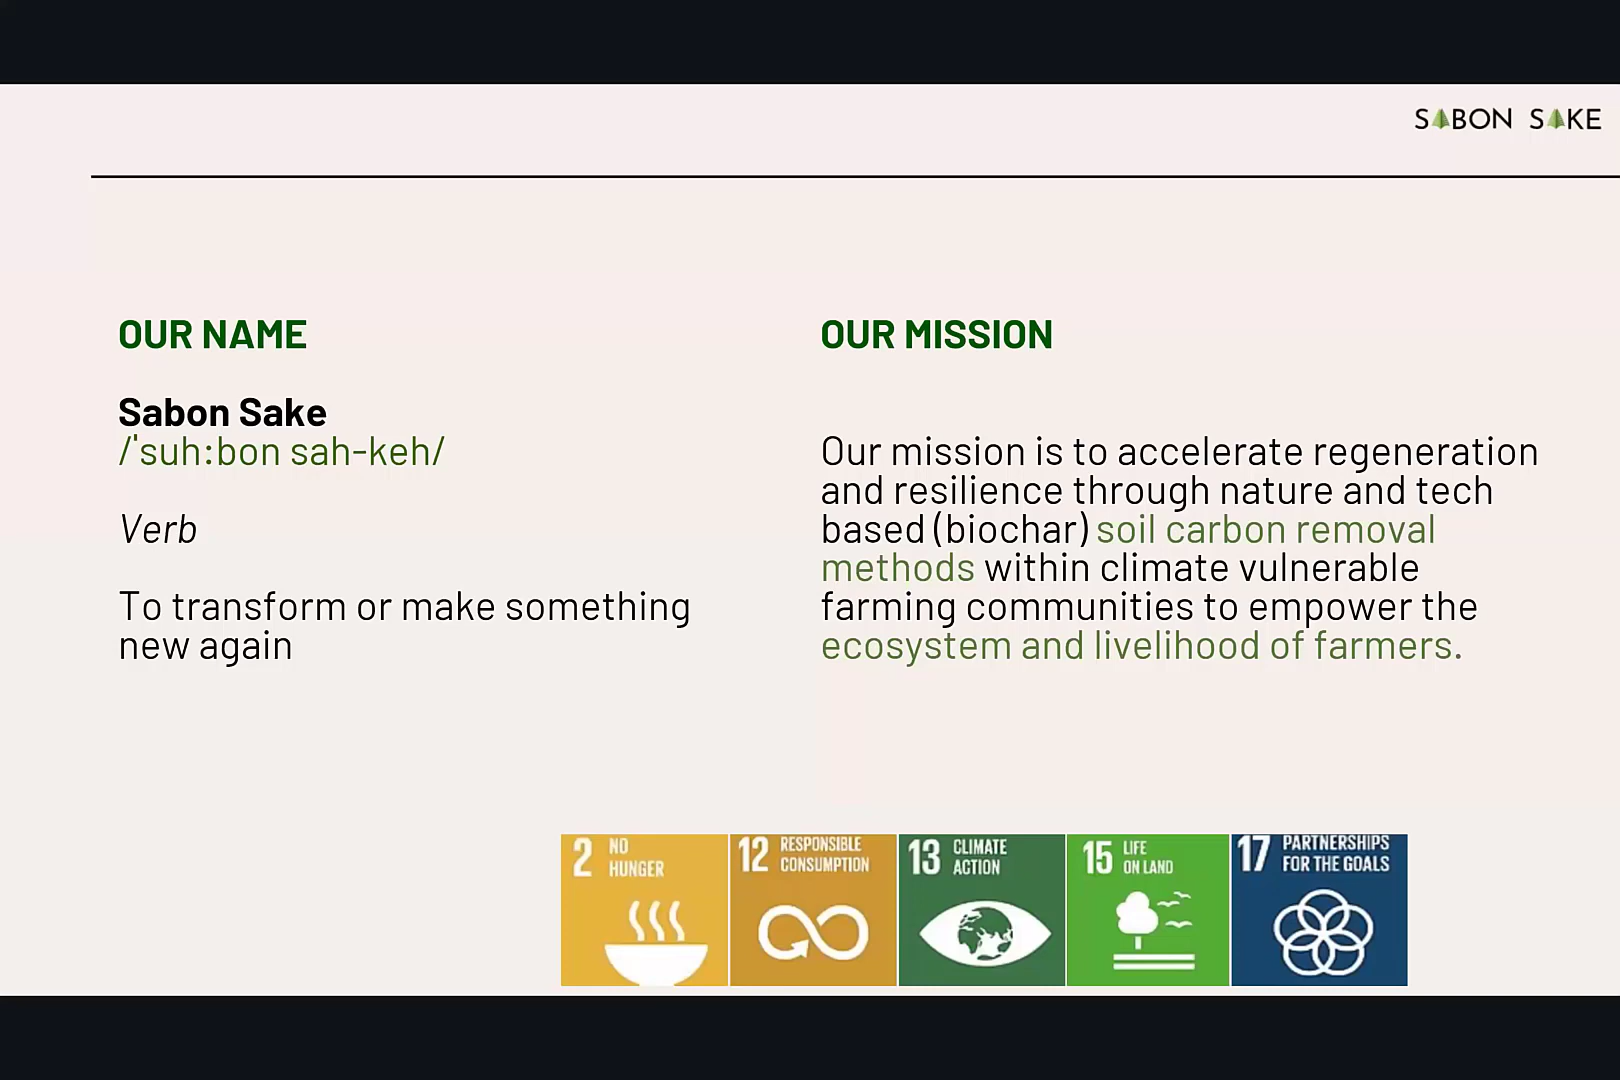 SABON SAKE
OUR NAME
Sabon Sake
/'suh:bon sah-keh/
Verb
To transform or make something
new again
OUR MISSION
Our mission is to accelerate regeneration
and resilience through nature and tech
based (biochar) soil carbon removal
methods within climate vulnerable
farming communities to empower the
ecosystem and livelihood of farmers.
2 NO
HUNGER
12 RESPONSIBLE
CONSUMPTION
13 CLIMATE
ACTION
15 LIFE
ON LAND
17 PARTNERSHIPS
FOR THE GOALS